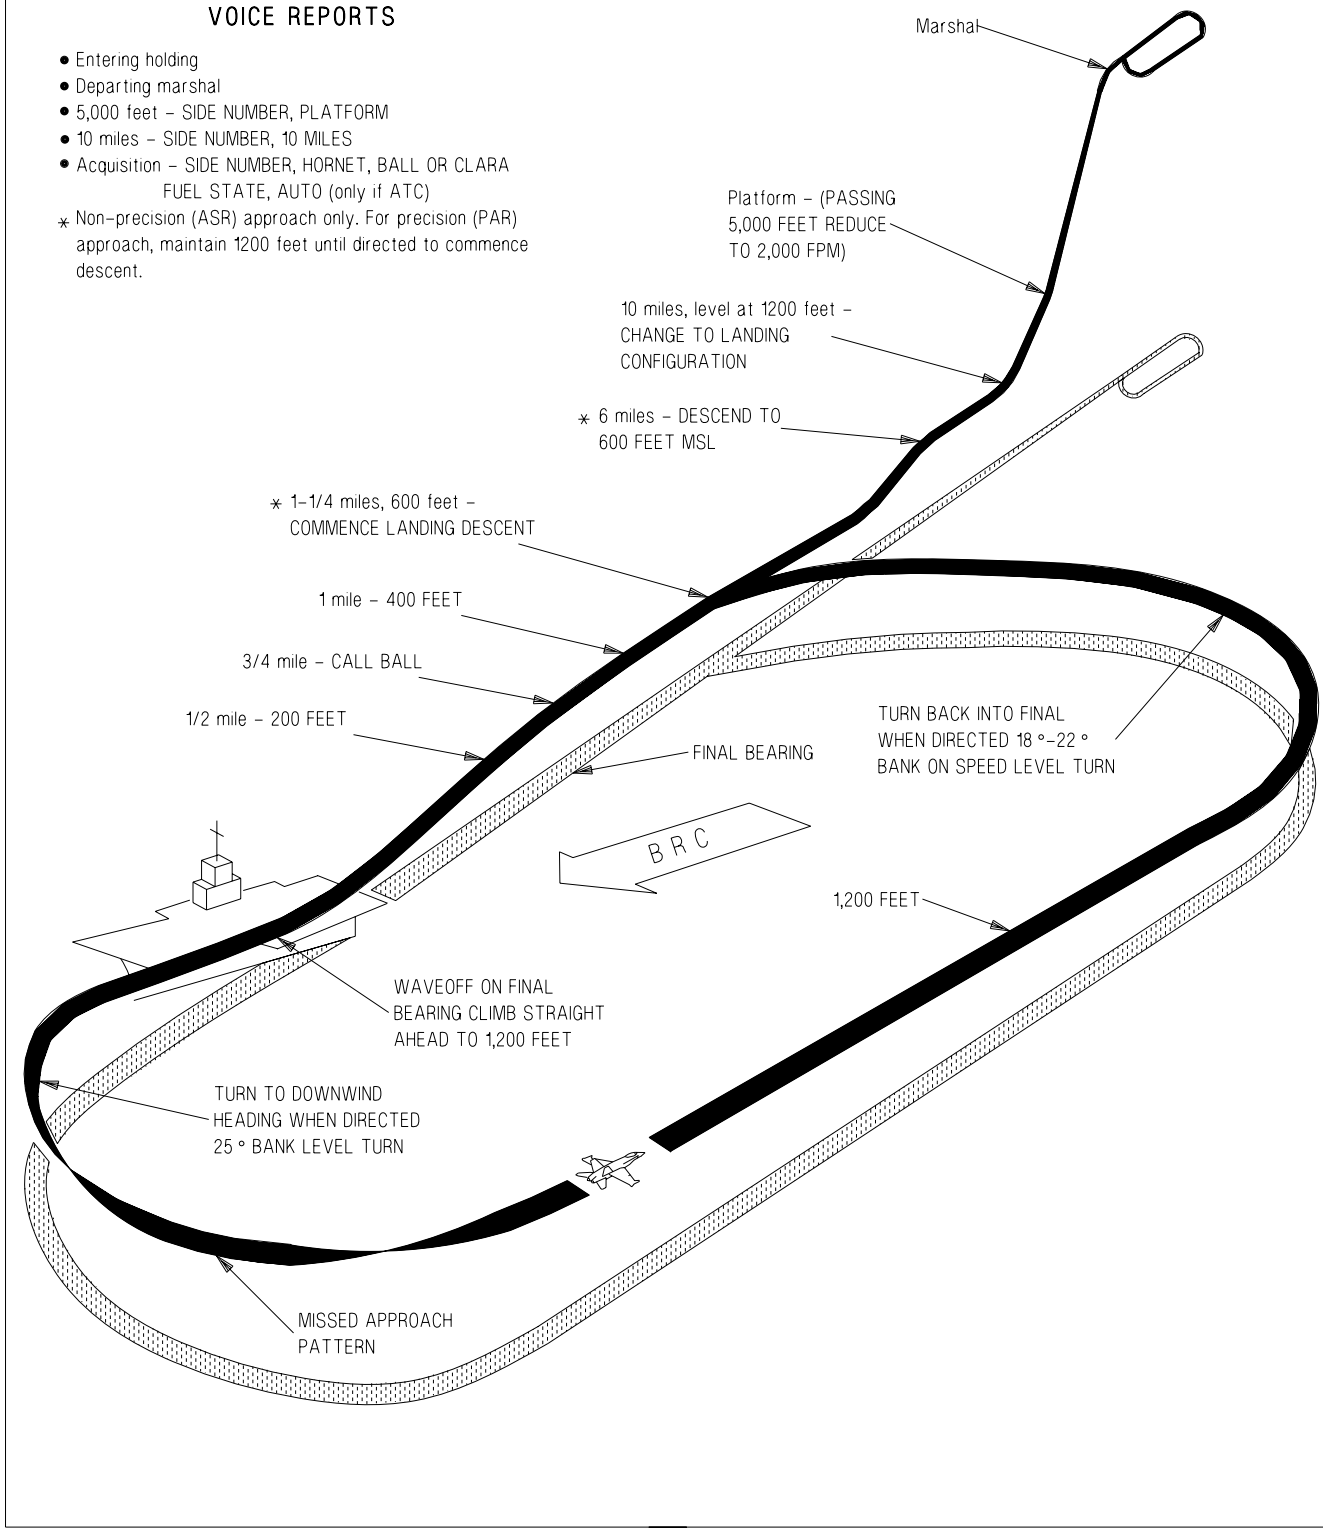 VOICE REPORTS
• Entering holding
• Departing marshal
• 5,000 feet – SIDE NUMBER, PLATFORM
• 10 miles – SIDE NUMBER, 10 MILES
• Acquisition – SIDE NUMBER, HORNET, BALL OR CLARA
FUEL STATE, AUTO (only if ATC)
* Non-precision (ASR) approach only. For precision (PAR)
approach, maintain 1200 feet until directed to commence
descent.
Marshal
Platform – (PASSING
5,000 FEET REDUCE
TO 2,000 FPM)
10 miles, level at 1200 feet –
CHANGE TO LANDING
CONFIGURATION
* 6 miles – DESCEND TO
600 FEET MSL
* 1-1/4 miles, 600 feet –
COMMENCE LANDING DESCENT
1 mile – 400 FEET
3/4 mile – CALL BALL
1/2 mile – 200 FEET
FINAL BEARING
TURN BACK INTO FINAL
WHEN DIRECTED 18 °-22 °
BANK ON SPEED LEVEL TURN
BRC
1,200 FEET
WAVEOFF ON FINAL
BEARING CLIMB STRAIGHT
AHEAD TO 1,200 FEET
TURN TO DOWNWIND
HEADING WHEN DIRECTED
25 ° BANK LEVEL TURN
MISSED APPROACH
PATTERN